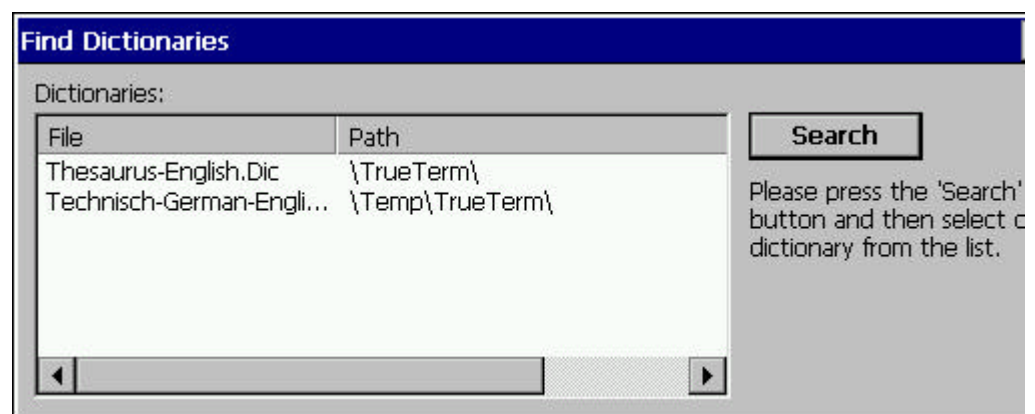 Find Dictionaries
Dictionaries:
File Path
Thesaurus-English.Dic \TrueTerm\
Technisch-German-Engli... \Temp\TrueTerm\
Search
Please press the 'Search'
button and then select
dictionary from the list.